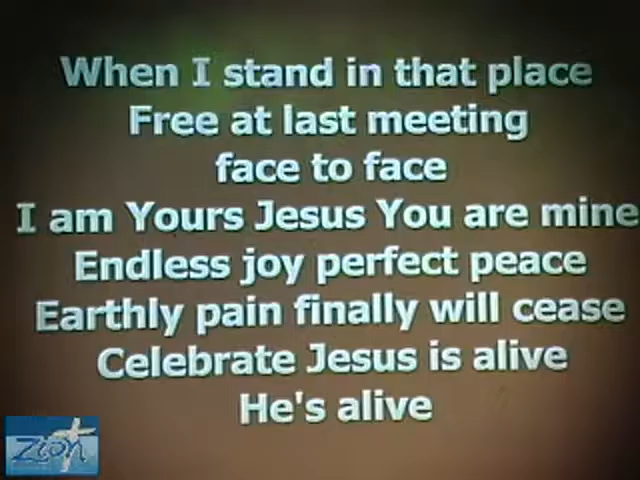 When I stand in that place
Free at last meeting
face to face
I am Yours Jesus You are mine
Endless joy perfect peace
Earthly pain finally will cease
Celebrate Jesus is alive
He's alive
Zion